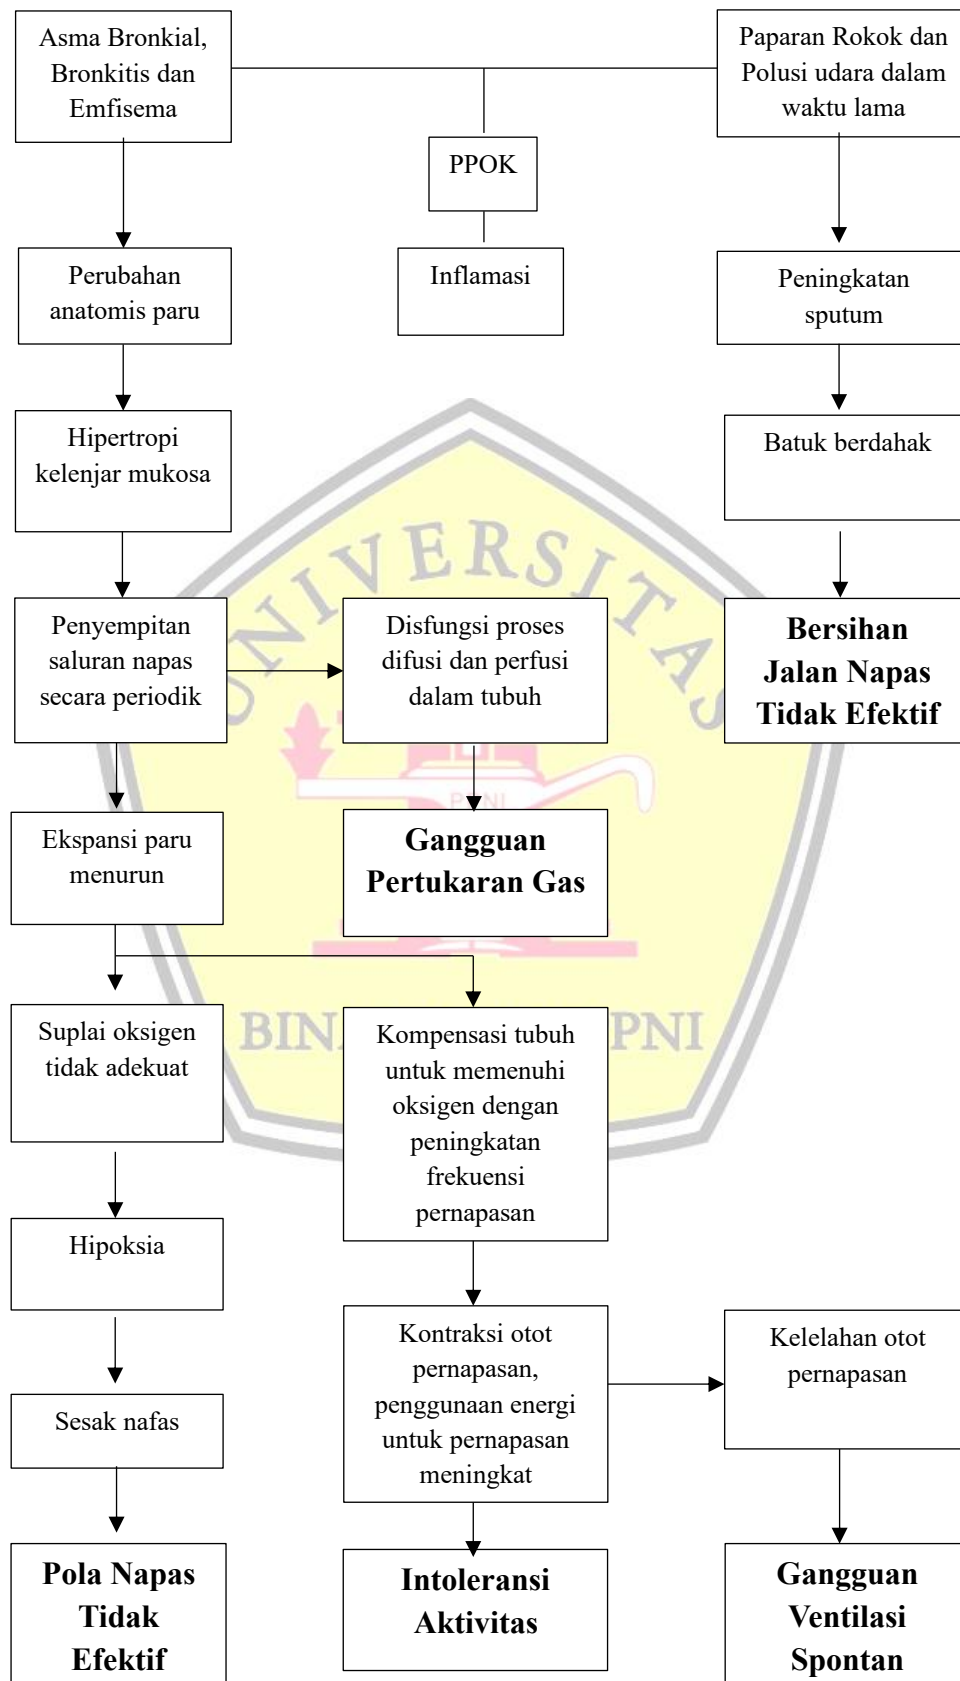 Asma Bronkial,
Bronkitis dan
Emfisema
Paparan Rokok dan
Polusi udara dalam
waktu lama
PPOK
Perubahan
anatomis paru
Inflamasi
Peningkatan
sputum
Hipertropi
kelenjar mukosa
Batuk berdahak
UNIVERSITAS
Penyempitan
saluran napas
secara periodik
Disfungsi proses
difusi dan perfusi
dalam tubuh
Bersihan
Jalan Napas
Tidak Efektif
PPNI
Ekspansi paru
menurun
Gangguan
Pertukaran Gas
Suplai oksigen
tidak adekuat
Kompensasi tubuh
untuk memenuhi
oksigen dengan
peningkatan
frekuensi
pernapasan
BIN PNI
Hipoksia
Kontraksi otot
pernapasan,
penggunaan energi
untuk pernapasan
meningkat
Kelelahan otot
pernapasan
Sesak nafas
Pola Napas
Tidak
Efektif
Intoleransi
Aktivitas
Gangguan
Ventilasi
Spontan